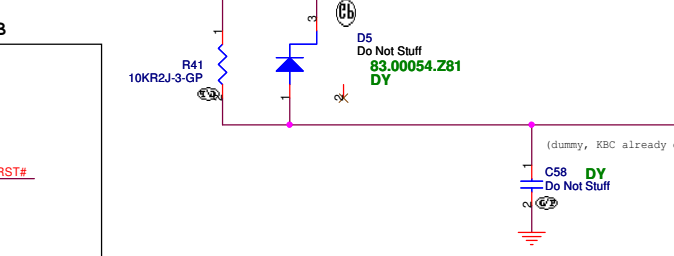 B
3
1
R41
10KR2J-3-GP
2
D5
Do Not Stuff
83.00054.Z81
DY
1
2
(dummy, KBC already
RST#
1
C58
DY
Do Not Stuff
2
G/P